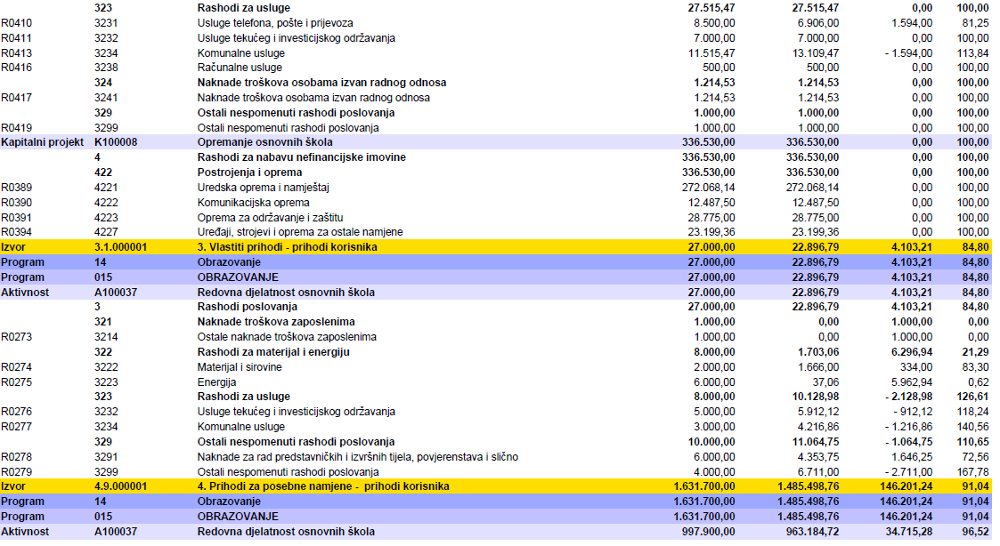 323 Rashodi za usluge 27.515,47 27.515,47 0,00 100,00
R0410 3231 Usluge telefona, pošte i prijevoza 8.500,00 6.906,00 1.594,00 81,25
R0411 3232 Usluge tekućeg i investicijskog održavanja 7.000,00 7.000,00 0,00 100,00
R0413 3234 Komunalne usluge 11.515,47 13.109,47 - 1.594,00 113,84
R0416 3238 Računalne usluge 500,00 500,00 0,00 100,00
324 Naknade troškova osobama izvan radnog odnosa 1.214,53 1.214,53 0,00 100,00
R0417 3241 Naknade troškova osobama izvan radnog odnosa 1.214,53 1.214,53 0,00 100,00
329 Ostali nespomenuti rashodi poslovanja 1.000,00 1.000,00 0,00 100,00
R0419 3299 Ostali nespomenuti rashodi poslovanja 1.000,00 1.000,00 0,00 100,00
Kapitalni projekt K100008 Opremanje osnovnih škola 336.530,00 336.530,00 0,00 100,00
4 Rashodi za nabavu nefinancijske imovine 336.530,00 336.530,00 0,00 100,00
422 Postrojenja i oprema 336.530,00 336.530,00 0,00 100,00
R0389 4221 Uredska oprema i namještaj 272.068,14 272.068,14 0,00 100,00
R0390 4222 Komunikacijska oprema 12.487,50 12.487,50 0,00 100,00
R0391 4223 Oprema za održavanje i zaštitu 28.775,00 28.775,00 0,00 100,00
R0394 4227 Uređaji, strojevi i oprema za ostale namjene 23.199,36 23.199,36 0,00 100,00
Izvor 3.1.000001 3. Vlastiti prihodi - prihodi korisnika 27.000,00 22.896,79 4.103,21 84,80
Program 14 Obrazovanje 27.000,00 22.896,79 4.103,21 84,80
Program 015 OBRAZOVANJE 27.000,00 22.896,79 4.103,21 84,80
Aktivnost A100037 Redovna djelatnost osnovnih škola 27.000,00 22.896,79 4.103,21 84,80
3 Rashodi poslovanja 27.000,00 22.896,79 4.103,21 84,80
321 Naknade troškova zaposlenima 1.000,00 0,00 1.000,00 0,00
R0273 3214 Ostale naknade troškova zaposlenima 1.000,00 0,00 1.000,00 0,00
322 Rashodi za materijal i energiju 8.000,00 1.703,06 6.296,94 21,29
R0274 3222 Materijal i sirovine 2.000,00 1.666,00 334,00 83,30
R0275 3223 Energija 6.000,00 37,06 5.962,94 0,62
323 Rashodi za usluge 8.000,00 10.128,98 - 2.128,98 126,61
R0276 3232 Usluge tekućeg i investicijskog održavanja 5.000,00 5.912,12 - 912,12 118,24
R0277 3234 Komunalne usluge 3.000,00 4.216,86 - 1.216,86 140,56
329 Ostali nespomenuti rashodi poslovanja 10.000,00 11.064,75 - 1.064,75 110,65
R0278 3291 Naknade za rad predstavničkih i izvršnih tijela, povjerenstava i slično 6.000,00 4.353,75 1.646,25 72,56
R0279 3299 Ostali nespomenuti rashodi poslovanja 4.000,00 6.711,00 - 2.711,00 167,78
Izvor 4.9.000001 4. Prihodi za posebne namjene - prihodi korisnika 1.631.700,00 1.485.498,76 146.201,24 91,04
Program 14 Obrazovanje 1.631.700,00 1.485.498,76 146.201,24 91,04
Program 015 OBRAZOVANJE 1.631.700,00 1.485.498,76 146.201,24 91,04
Aktivnost A100037 Redovna djelatnost osnovnih škola 997.900,00 963.184,72 34.715,28 96,52